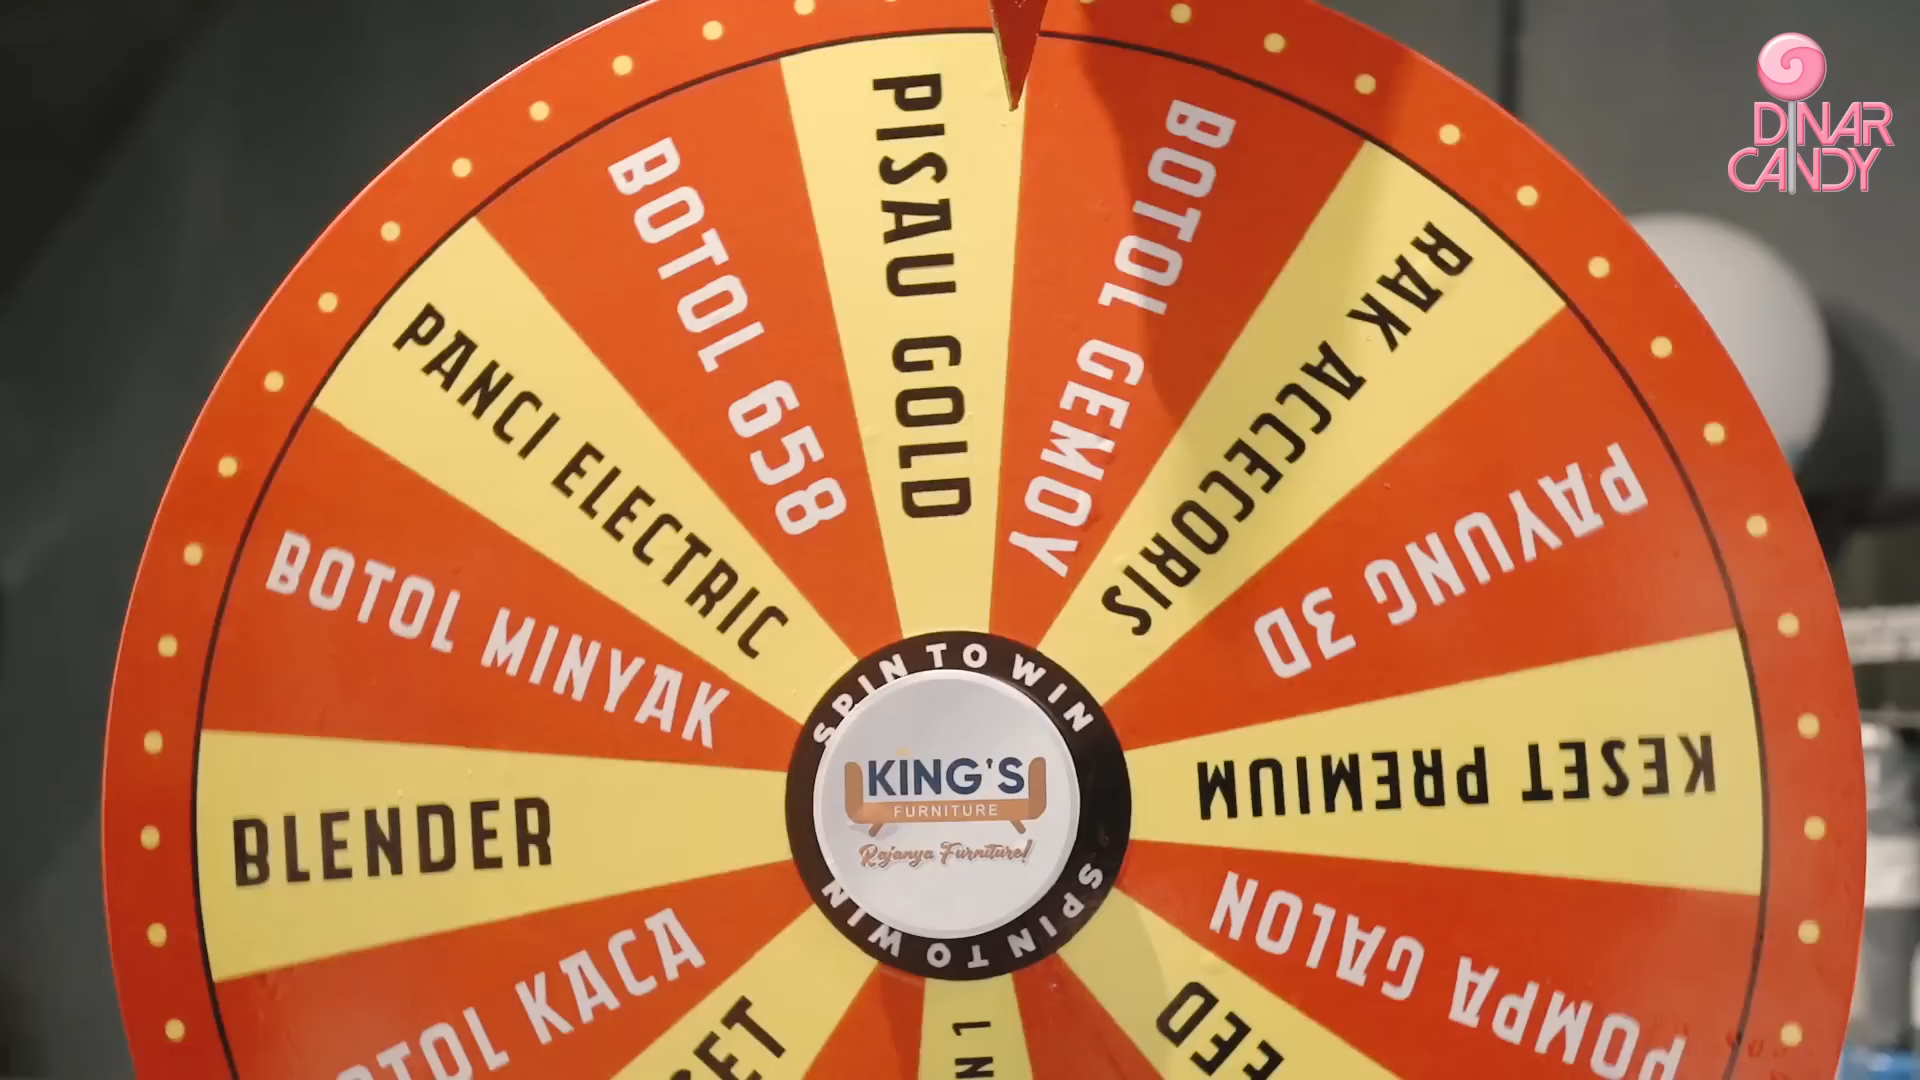 DINAR
CANDY
BLENDER
BOTOL MINYAK
PANCI ELECTRIC
BOTOL 658
PISAU GOLD
BOTOL GEMOY
RAK ACCECORIS
PAYUNG 3D
KESET PREMIUM
POMPA GALON
KACA
SPIN TO WIN
KING'S
FURNITURE
Rajanya Furniture!
SPIN TO WIN